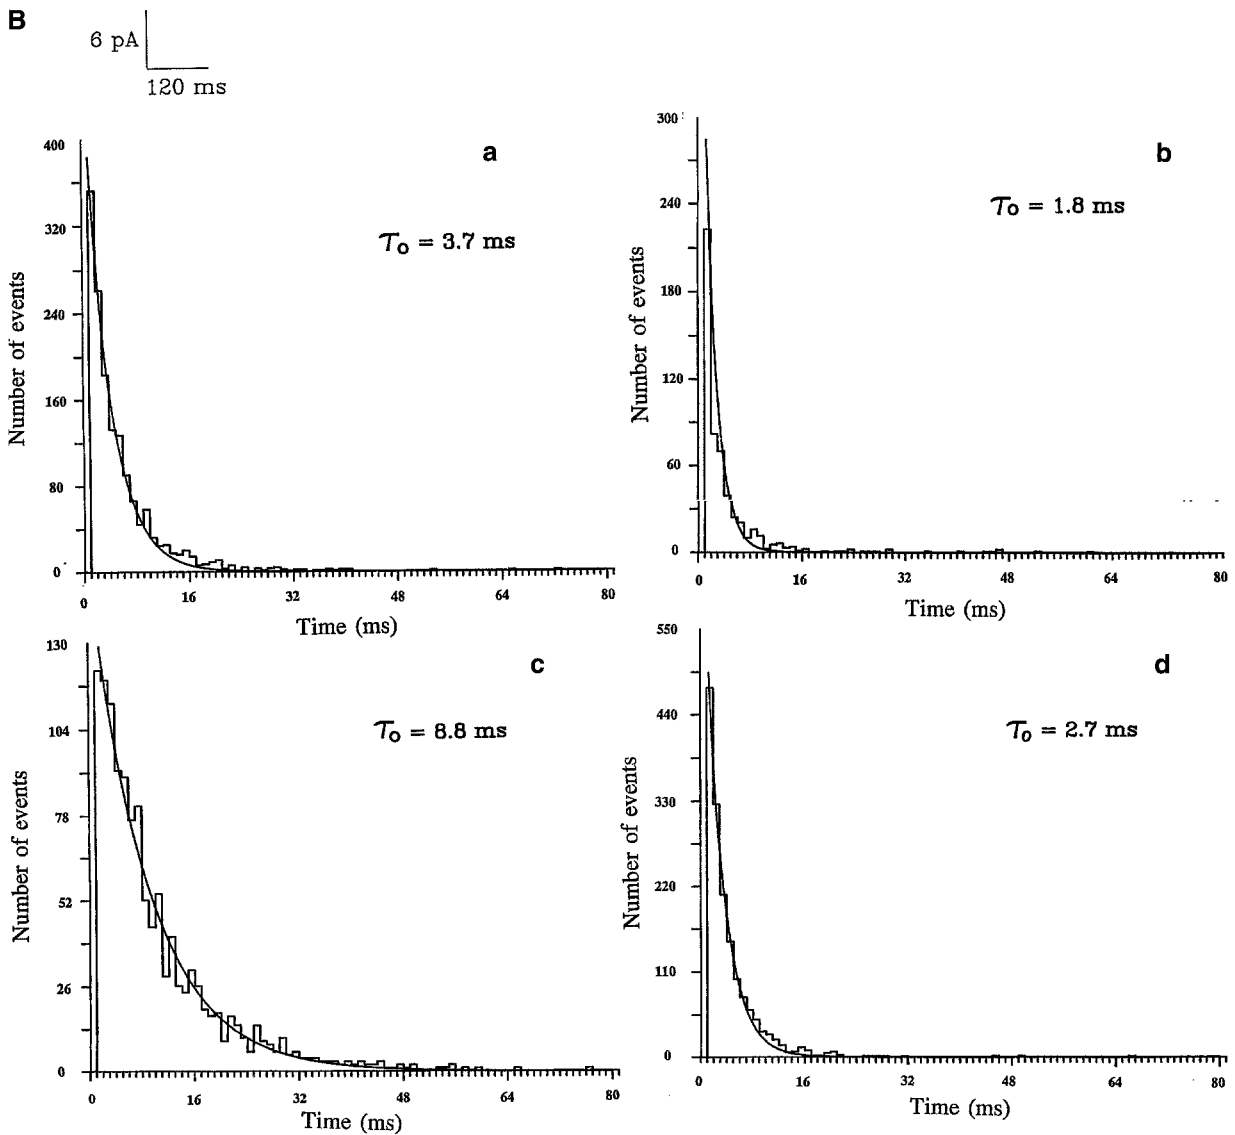 B
6 pA
120 ms
a
400
320
240
160
80
0
τo = 3.7 ms
Number of events
0 16 32 48 64 80
Time (ms)
b
300
240
180
120
60
0
τo = 1.8 ms
Number of events
0 16 32 48 64 80
Time (ms)
c
130
104
78
52
26
0
τo = 8.8 ms
Number of events
0 16 32 48 64 80
Time (ms)
d
550
440
330
220
110
0
τo = 2.7 ms
Number of events
0 16 32 48 64 80
Time (ms)